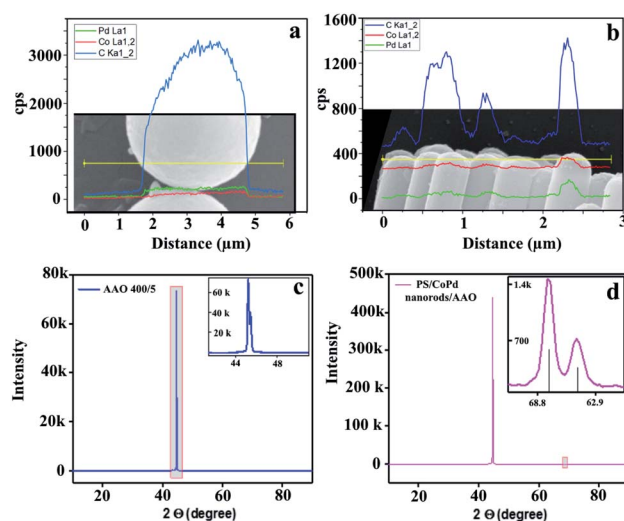 Pd La1
Co La1,2
C Ka1_2
a
cps
3000
2000
1000
0
0 1 2 3 4 5 6
Distance (µm)
C Ka1_2
Co La1,2
Pd La1
b
cps
1600
1200
800
400
0
0 1 2 3
Distance (µm)
AAO 400/5
c
Intensity
80k
60k
40k
20k
0
20 40 60 80
2 Θ (degree)
60 k
40 k
20 k
44 48
PS/CoPd
nanorods/AAO
d
Intensity
500k
400k
300 k
200 k
100 k
0
20 40 60 80
2 Θ (degree)
1.4k
700
68.8 62.9